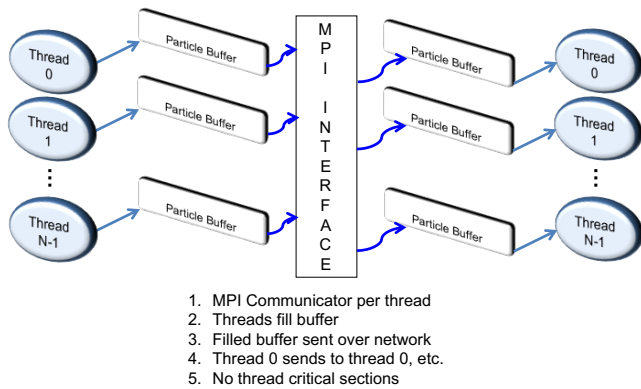 Thread
0
Particle Buffer
Particle Buffer
Thread
0
Thread
1
Particle Buffer
Particle Buffer
Thread
1
⋮
⋮
Thread
N-1
Particle Buffer
Particle Buffer
Thread
N-1
M
P
I
I
N
T
E
R
F
A
C
E
1. MPI Communicator per thread
2. Threads fill buffer
3. Filled buffer sent over network
4. Thread 0 sends to thread 0, etc.
5. No thread critical sections